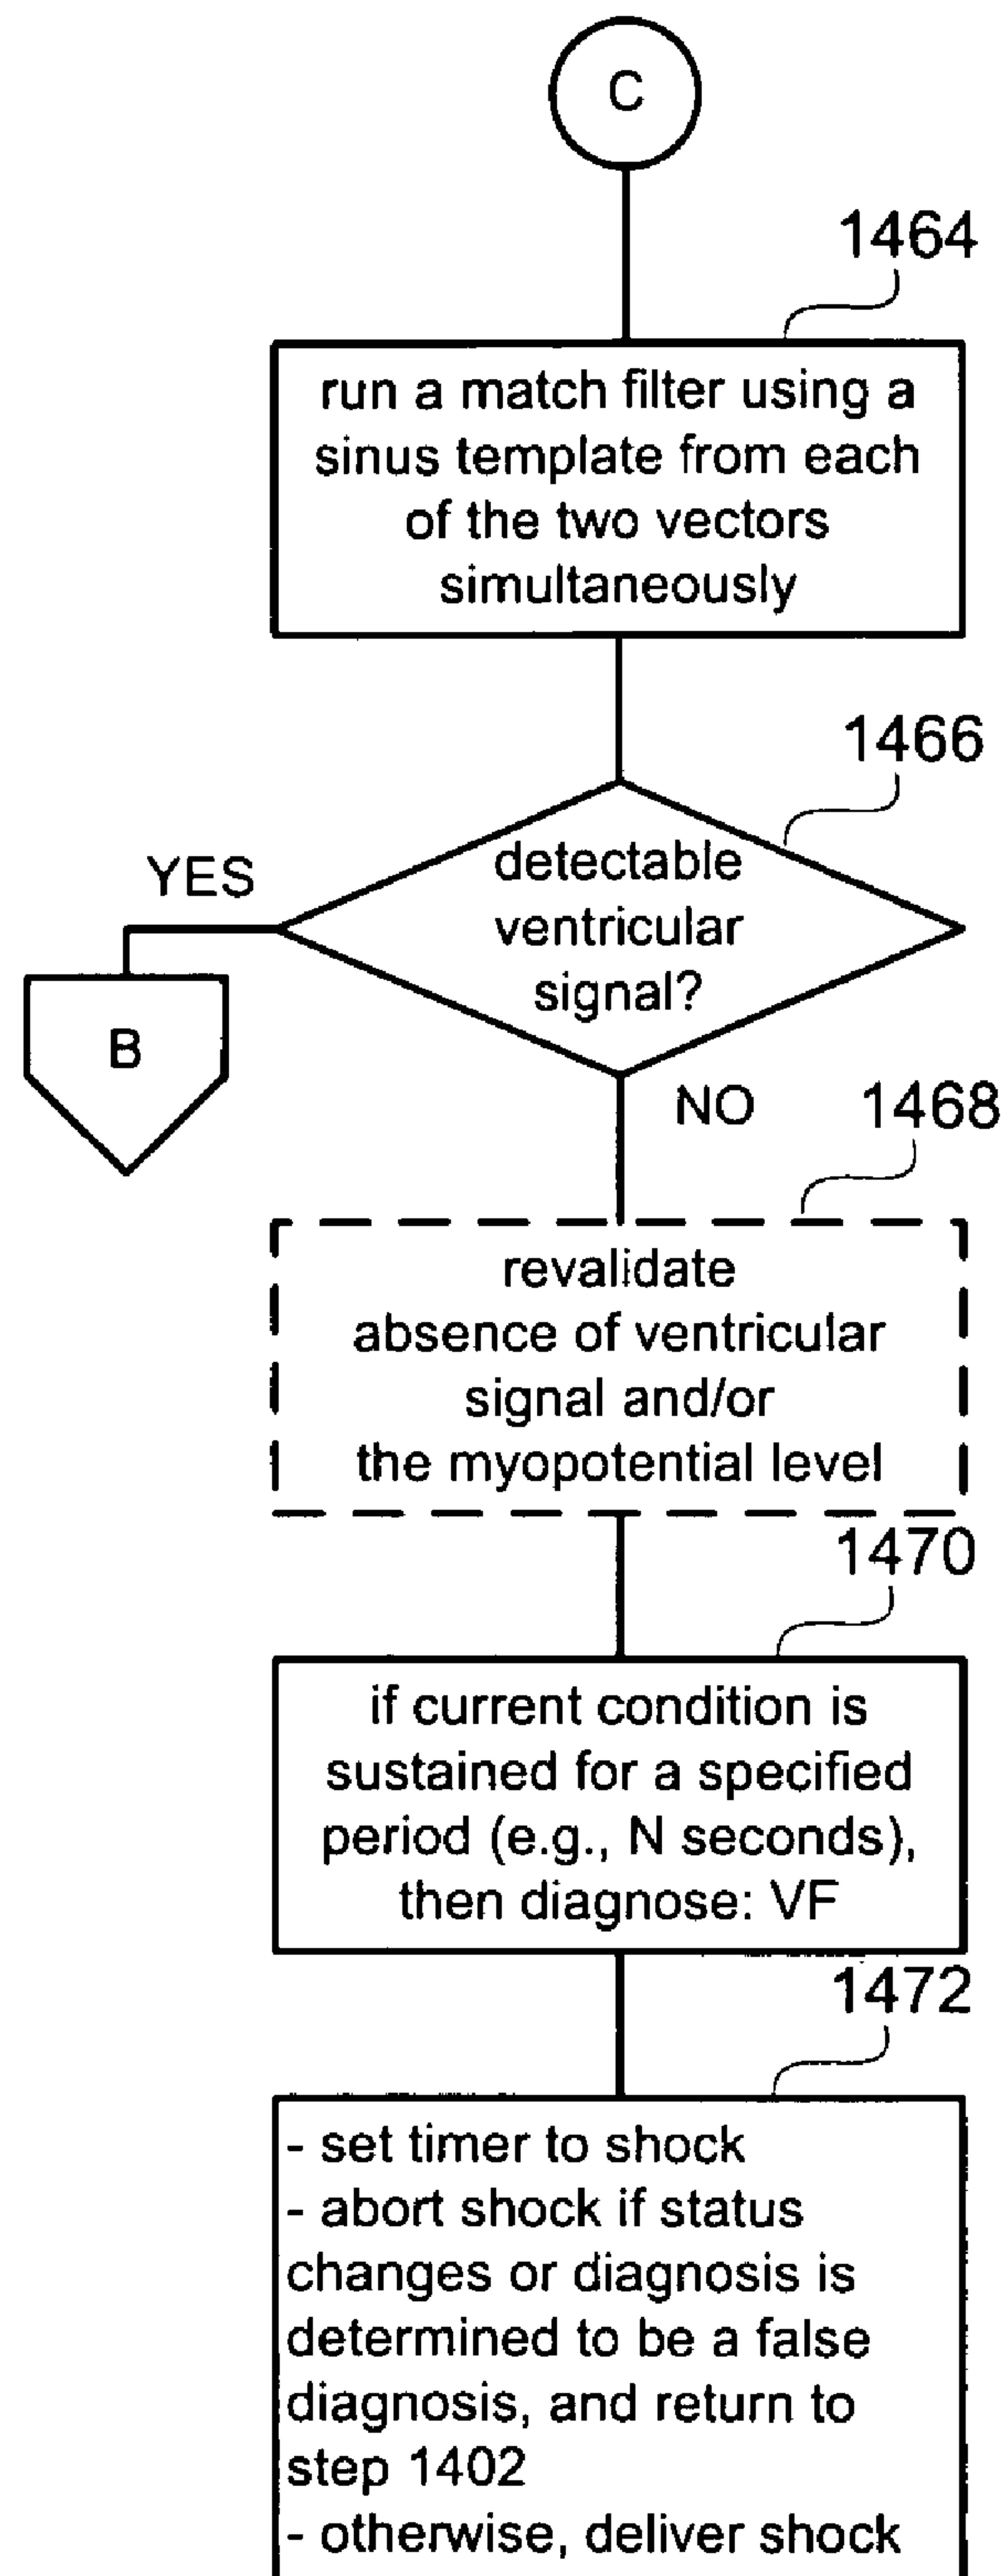 C
1464
run a match filter using a
sinus template from each
of the two vectors
simultaneously
1466
detectable
ventricular
signal?
YES
B
NO
1468
revalidate
absence of ventricular
signal and/or
the myopotential level
1470
if current condition is
sustained for a specified
period (e.g., N seconds),
then diagnose: VF
1472
- set timer to shock
- abort shock if status
changes or diagnosis is
determined to be a false
diagnosis, and return to
step 1402
- otherwise, deliver shock